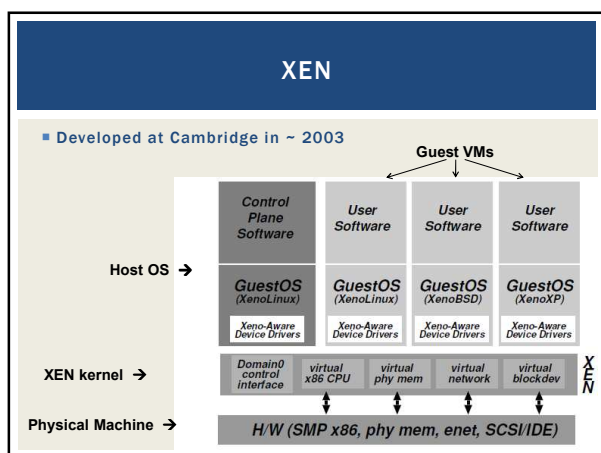 XEN
▪ Developed at Cambridge in ~ 2003
Guest VMs
Control
Plane
Software
User
Software
User
Software
User
Software
Host OS →
GuestOS
(XenoLinux)
Xeno-Aware
Device Drivers
GuestOS
(XenoLinux)
Xeno-Aware
Device Drivers
GuestOS
(XenoBSD)
Xeno-Aware
Device Drivers
GuestOS
(XenoXP)
Xeno-Aware
Device Drivers
XEN kernel →
Domain0
control
interface
virtual
x86 CPU
virtual
phy mem
virtual
network
virtual
blockdev
XEN
Physical Machine →
H/W (SMP x86, phy mem, enet, SCSI/IDE)